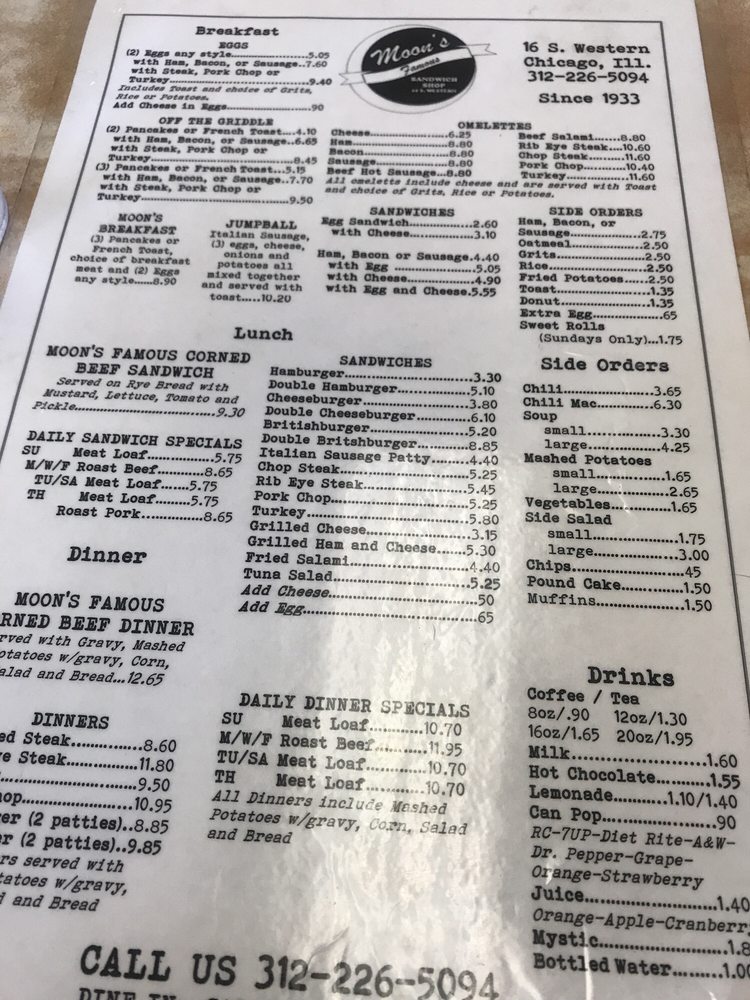 Breakfast
EGGS
(2) Eggs any style.....5.05
with Ham, Bacon, or Sausage..7.60
with Steak, Pork Chop or
Turkey.....9.40
Includes Toast and choice of Grits,
Rice or Potatoes.
Add Cheese in Eggs.....90
Moon's
Famous
SANDWICH
SHOP
16 S. WESTERN
16 S. Western
Chicago, Ill.
312-226-5094
Since 1933
OFF THE GRIDDLE
(2) Pancakes or French Toast....4.10
with Ham, Bacon, or Sausage..6.65
with Steak, Pork Chop or
Turkey.....8.45
(3) Pancakes or French Toast...5.15
with Ham, Bacon, or Sausage..7.70
with Steak, Pork Chop or
Turkey.....9.50
OMELETTES
Cheese.....6.25
Ham.....8.80
Bacon.....8.80
Sausage.....8.80
Beef Hot Sausage...8.80
Beef Salami......8.80
Rib Eye Steak...10.60
Chop Steak.....11.60
Pork Chop.....10.40
Turkey.....11.60
All omelette include cheese and are served with Toast
and choice of Grits, Rice or Potatoes.
MOON'S
BREAKFAST
(3) Pancakes or
French Toast,
choice of breakfast
meat and (2) Eggs
any style.....8.90
JUMPBALL
Italian Sausage,
(3) eggs, cheese,
onions and
potatoes all
mixed together
and served with
toast.....10.20
SANDWICHES
Egg Sandwich.....2.60
with Cheese.....3.10
Ham, Bacon or Sausage.4.40
with Egg .....5.05
with Cheese.....4.90
with Egg and Cheese.5.55
SIDE ORDERS
Ham, Bacon, or
Sausage.....2.75
Oatmeal.....2.50
Grits.....2.50
Rice.....2.50
Fried Potatoes.....2.50
Toast.....1.35
Donut.....1.35
Extra Egg.....65
Sweet Rolls
(Sundays Only)...1.75
Lunch
MOON'S FAMOUS CORNED
BEEF SANDWICH
Served on Rye Bread with
Mustard, Lettuce, Tomato and
Pickle.....9.30
DAILY SANDWICH SPECIALS
SU Meat Loaf.....5.75
M/W/F Roast Beef.....8.65
TU/SA Meat Loaf.....5.75
TH Meat Loaf.....5.75
Roast Pork.....8.65
SANDWICHES
Hamburger.....3.30
Double Hamburger.....5.10
Cheeseburger.....3.80
Double Cheeseburger.....6.10
Britishburger.....5.20
Double Britshburger.....8.85
Italian Sausage Patty.....4.40
Chop Steak.....5.25
Rib Eye Steak.....5.45
Pork Chop.....5.25
Turkey.....5.80
Grilled Cheese.....3.15
Grilled Ham and Cheese.....5.30
Fried Salami.....4.40
Tuna Salad.....5.25
Add Cheese.....50
Add Egg.....65
Side Orders
Chili.....3.65
Chili Mac.....6.30
Soup
small.....3.30
large.....4.25
Mashed Potatoes
small.....1.65
large.....2.65
Vegetables.....1.65
Side Salad
small.....1.75
large.....3.00
Chips.....45
Pound Cake.....1.50
Muffins.....1.50
Dinner
MOON'S FAMOUS
RNED BEEF DINNER
rved with Gravy, Mashed
otatoes w/gravy, Corn,
alad and Bread...12.65
DINNERS
ed Steak.....8.60
ye Steak.....11.80
.....9.50
hop.....10.95
er (2 patties)..8.85
er (2 patties)..9.85
ers served with
tatoes w/gravy,
d and Bread
DAILY DINNER SPECIALS
SU Meat Loaf.....10.70
M/W/F Roast Beef.....11.95
TU/SA Meat Loaf.....10.70
TH Meat Loaf.....10.70
All Dinners include Mashed
Potatoes w/gravy, Corn, Salad
and Bread
Drinks
Coffee / Tea
8oz/.90 12oz/1.30
16oz/1.65 20oz/1.95
Milk.....1.60
Hot Chocolate.....1.55
Lemonade.....1.10/1.40
Can Pop.....90
RC-7UP-Diet Rite-A&W-
Dr. Pepper-Grape-
Orange-Strawberry
Juice.....1.40
Orange-Apple-Cranberry
Mystic.....1.8
Bottled Water.....1.00
CALL US 312-226-5094